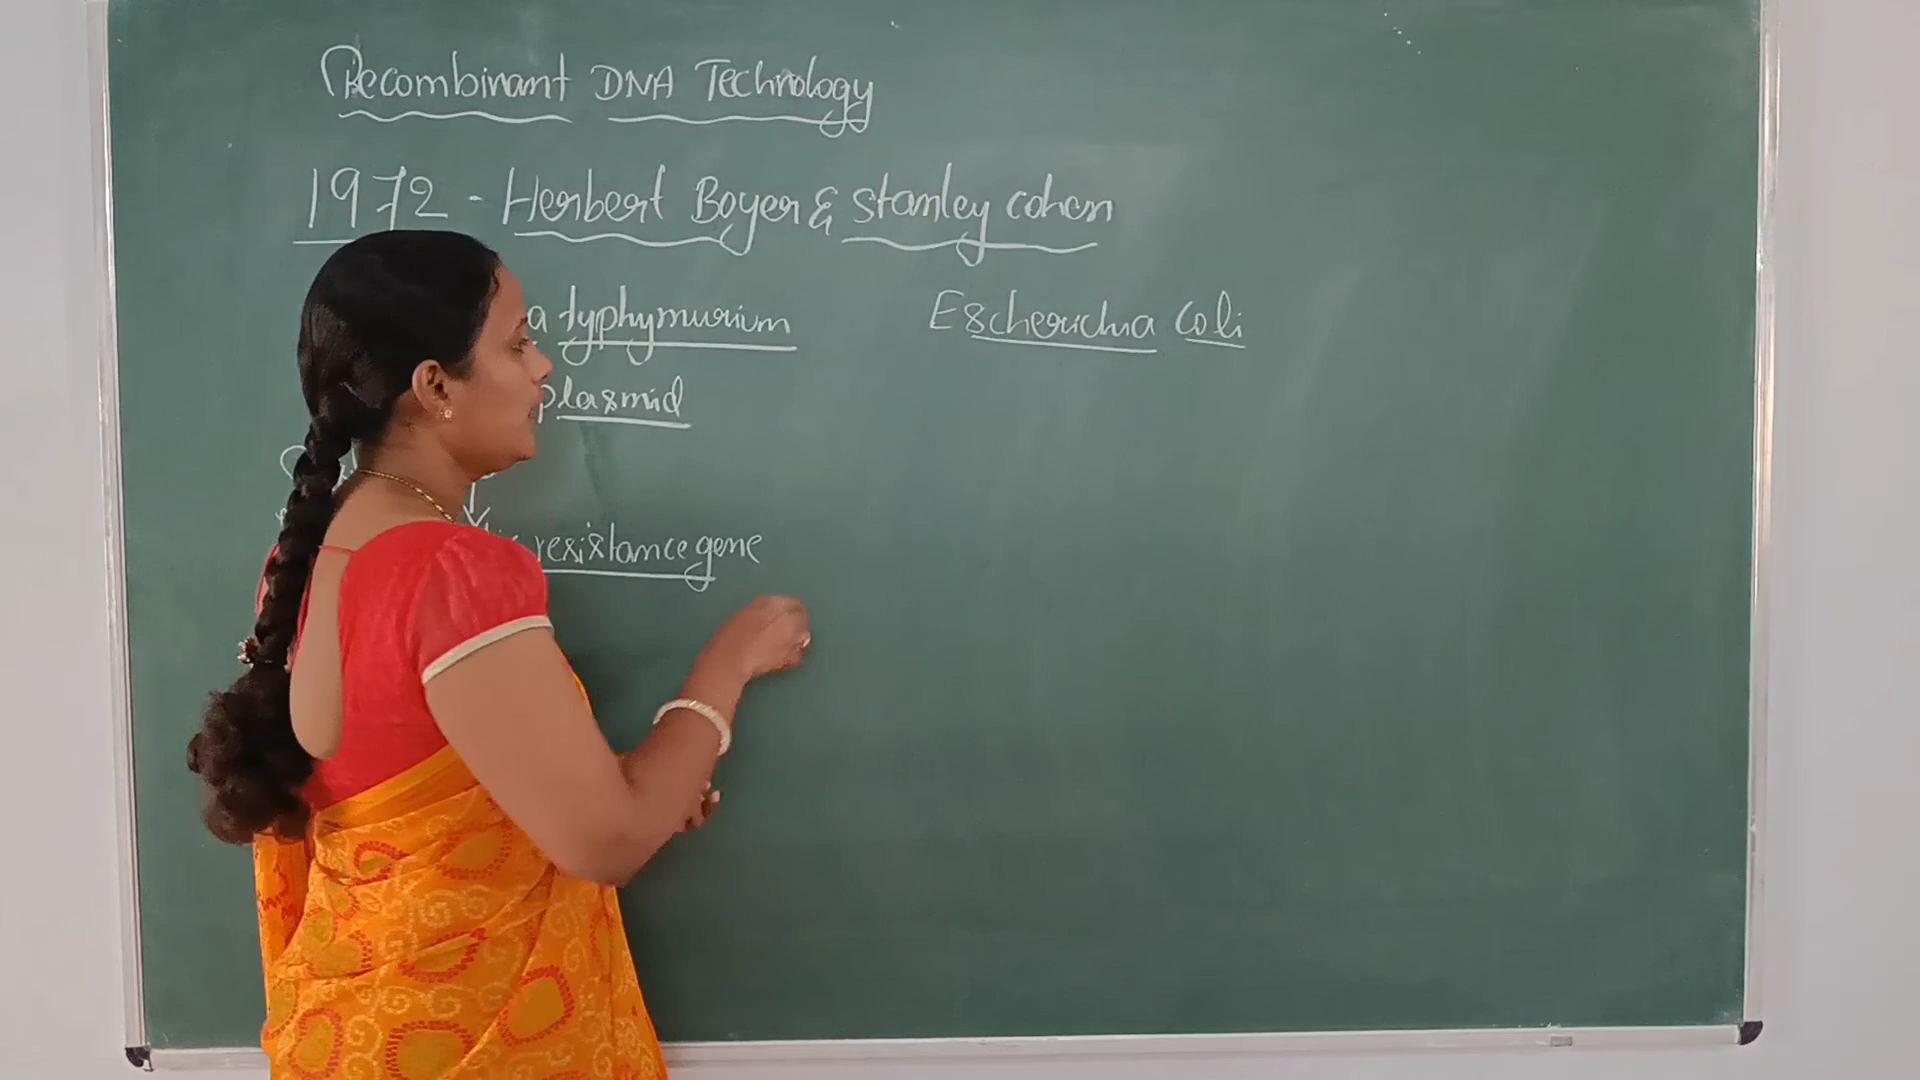 Recombinant DNA Technology
1972 - Herbert Boyer & Stanley cohen
typhymurium Escherichia Coli
plasmid
resistance gene